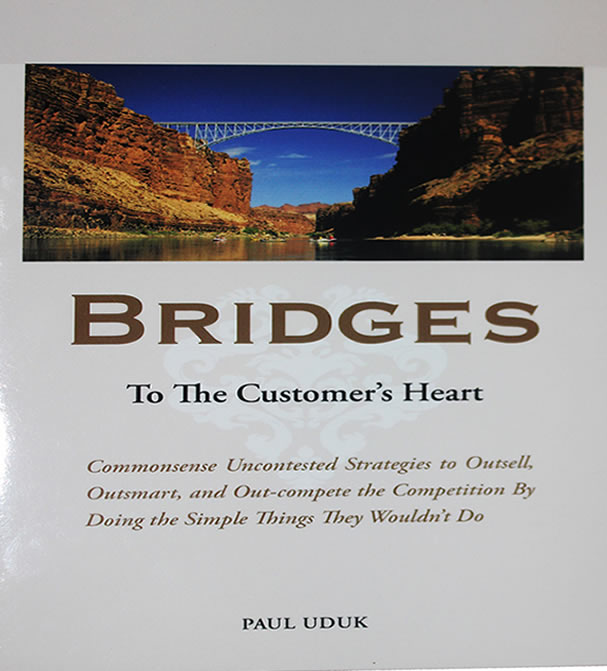 BRIDGES
To The Customer's Heart
Commonsense Uncontested Strategies to Outsell,
Outsmart, and Out-compete the Competition By
Doing the Simple Things They Wouldn't Do
PAUL UDUK